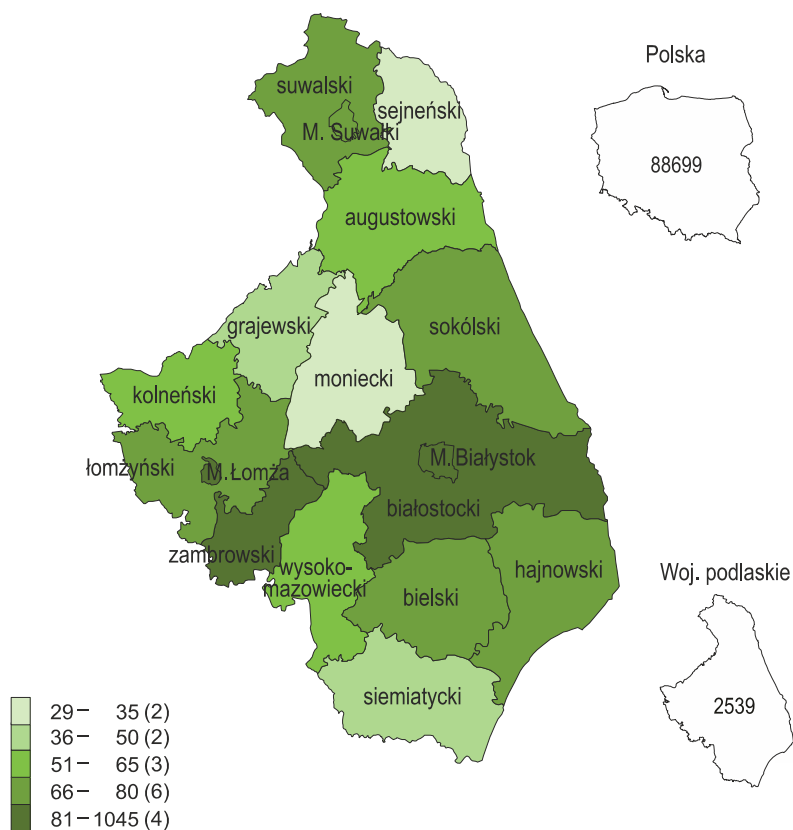 Polska
88699
suwalski
sejneński
M. Suwałki
augustowski
grajewski
sokólski
moniecki
kolneński
łomżyński
M.Łomża
M.Białystok
białostocki
zambrowski
wysoko-
mazowiecki
bielski
hajnowski
siemiatycki
Woj. podlaskie
2539
29 – 35 (2)
36 – 50 (2)
51 – 65 (3)
66 – 80 (6)
81 – 1045 (4)